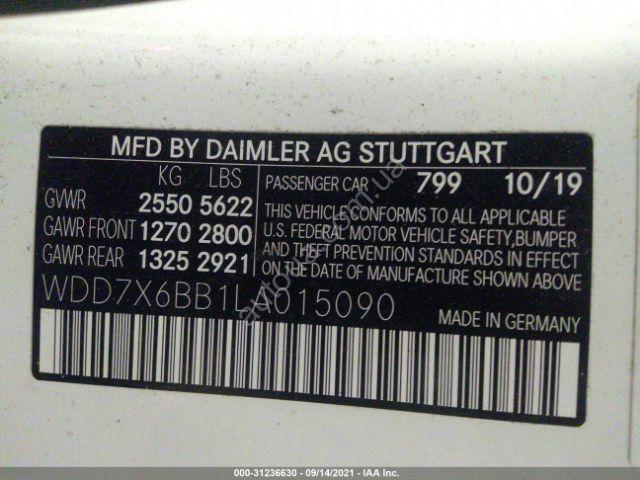 MFD BY DAIMLER AG STUTTGART
KG LBS
GVWR 2550 5622
GAWR FRONT 1270 2800
GAWR REAR 1325 2921
PASSENGER CAR 799 10/19
THIS VEHICLE CONFORMS TO ALL APPLICABLE
U.S. FEDERAL MOTOR VEHICLE SAFETY,BUMPER
AND THEFT PREVENTION STANDARDS IN EFFECT
ON THE DATE OF MANUFACTURE SHOWN ABOVE
WDD7X6BB1LA015090
MADE IN GERMANY
000-31236630 - 09/14/2021 - IAA Inc.